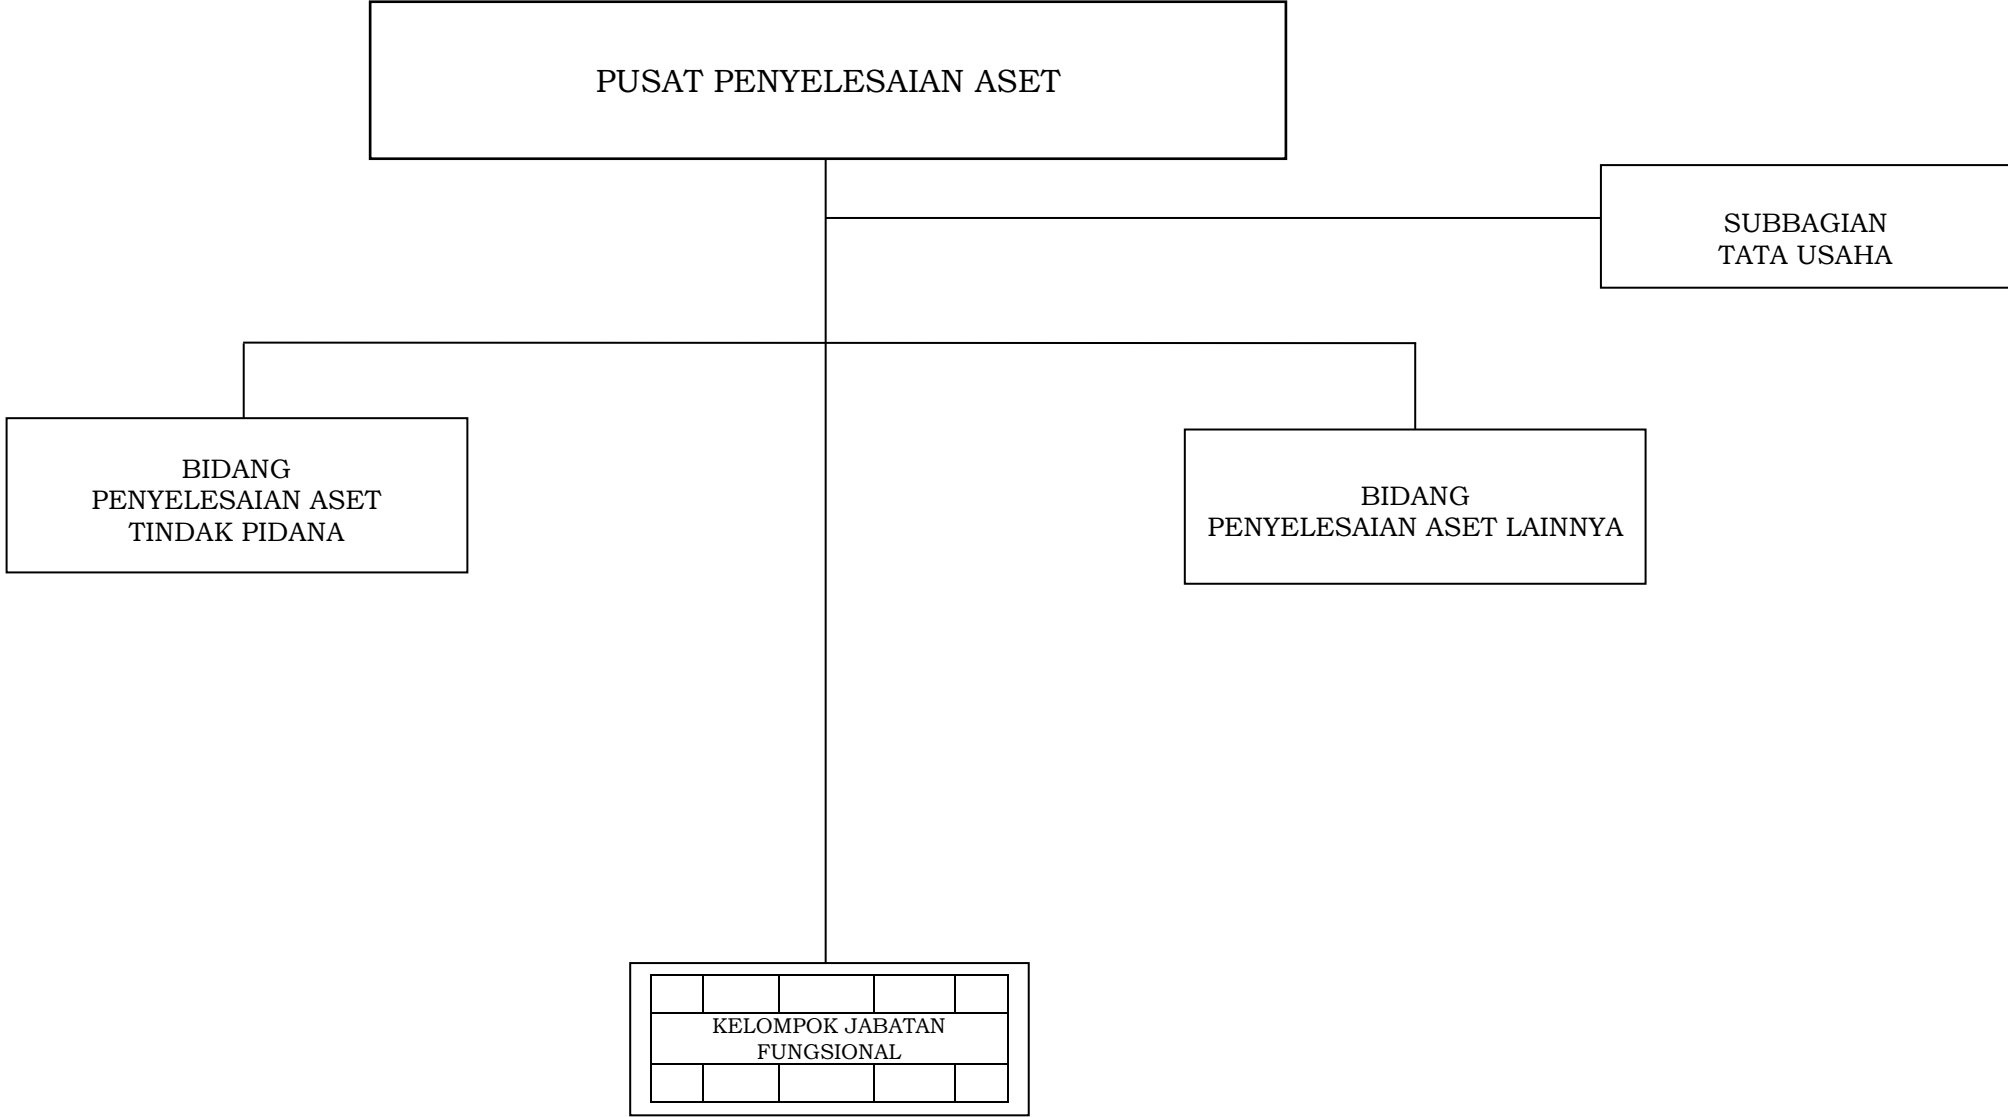 PUSAT PENYELESAIAN ASET
SUBBAGIAN
TATA USAHA
BIDANG
PENYELESAIAN ASET
TINDAK PIDANA
BIDANG
PENYELESAIAN ASET LAINNYA
KELOMPOK JABATAN
FUNGSIONAL